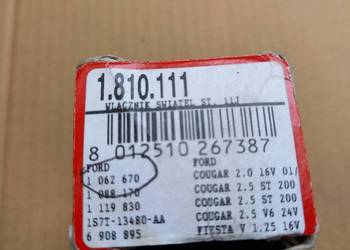 1.810.111
WLACZNIK SWIATEL ST. 11J
8 012510 267387
FORD FORD
1 062 670 COUGAR 2.0 16V 01/
1 088 170 COUGAR 2.5 ST 200
1 119 830 COUGAR 2.5 ST 200
1S7T-13480-AA COUGAR 2.5 V6 24V
6 908 895 FIESTA V 1.25 16V